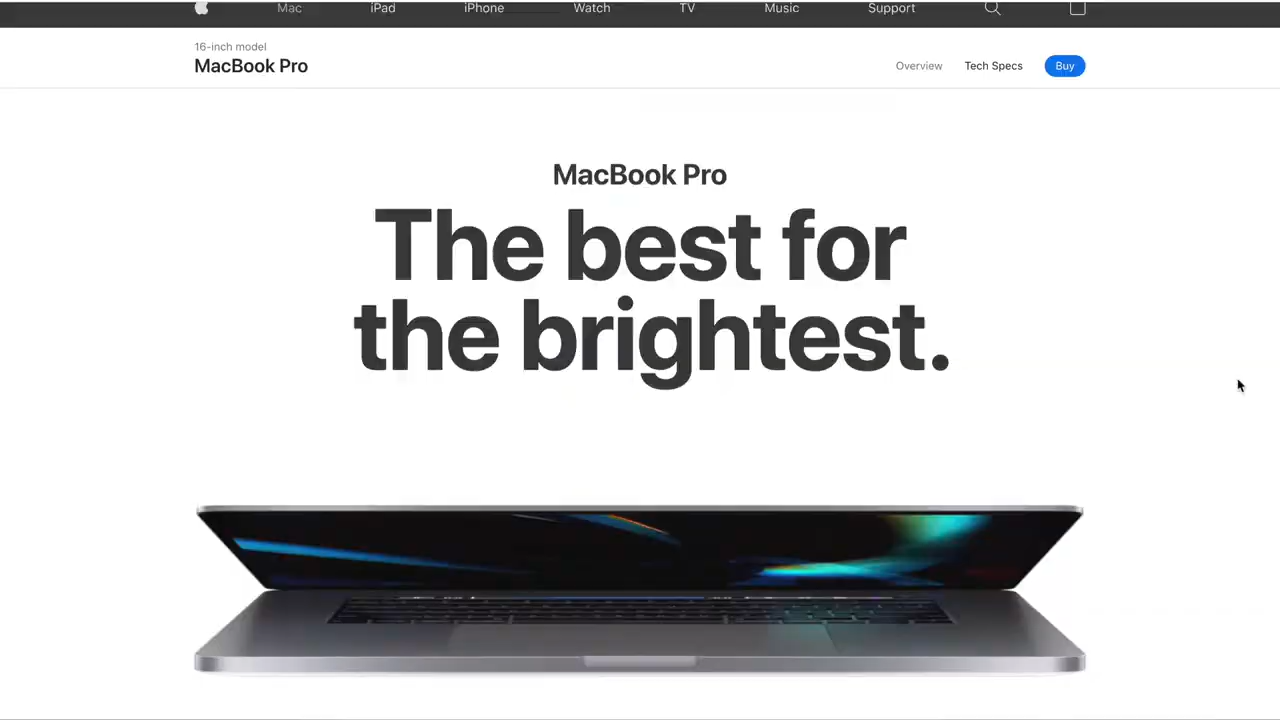 Mac iPad iPhone Watch TV Music Support
16-inch model
MacBook Pro
Overview Tech Specs Buy
MacBook Pro
The best for
the brightest.